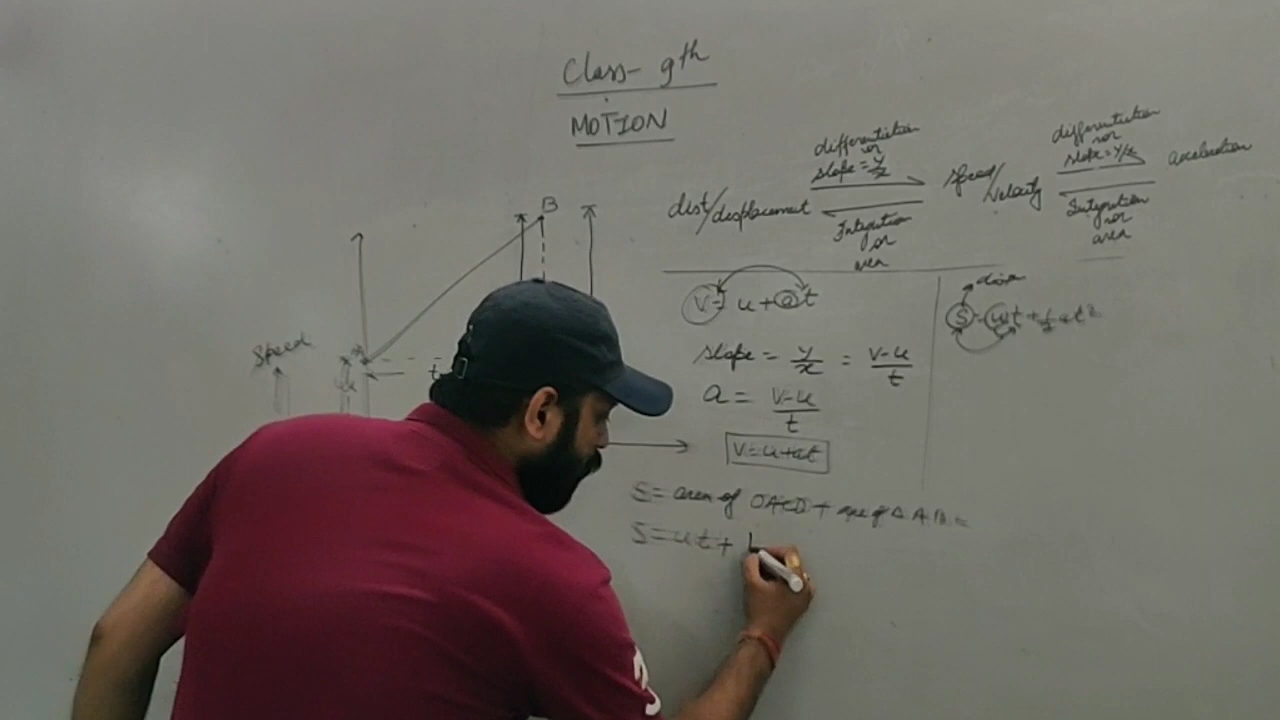 Class- 9th
MOTION
differentiation
or
slope = y/x
dist/displacement
Integration
or
area
speed/velocity
differentiation
or
slope = y/x
Integration
or
area
acceleration
B
Speed
u
t
V = u + at
slope = y/x = v-u/t
a = v-u/t
V = u + at
S = ut + 1/2 at²
S = area of OACD + are of Δ ABC
S = ut + 1